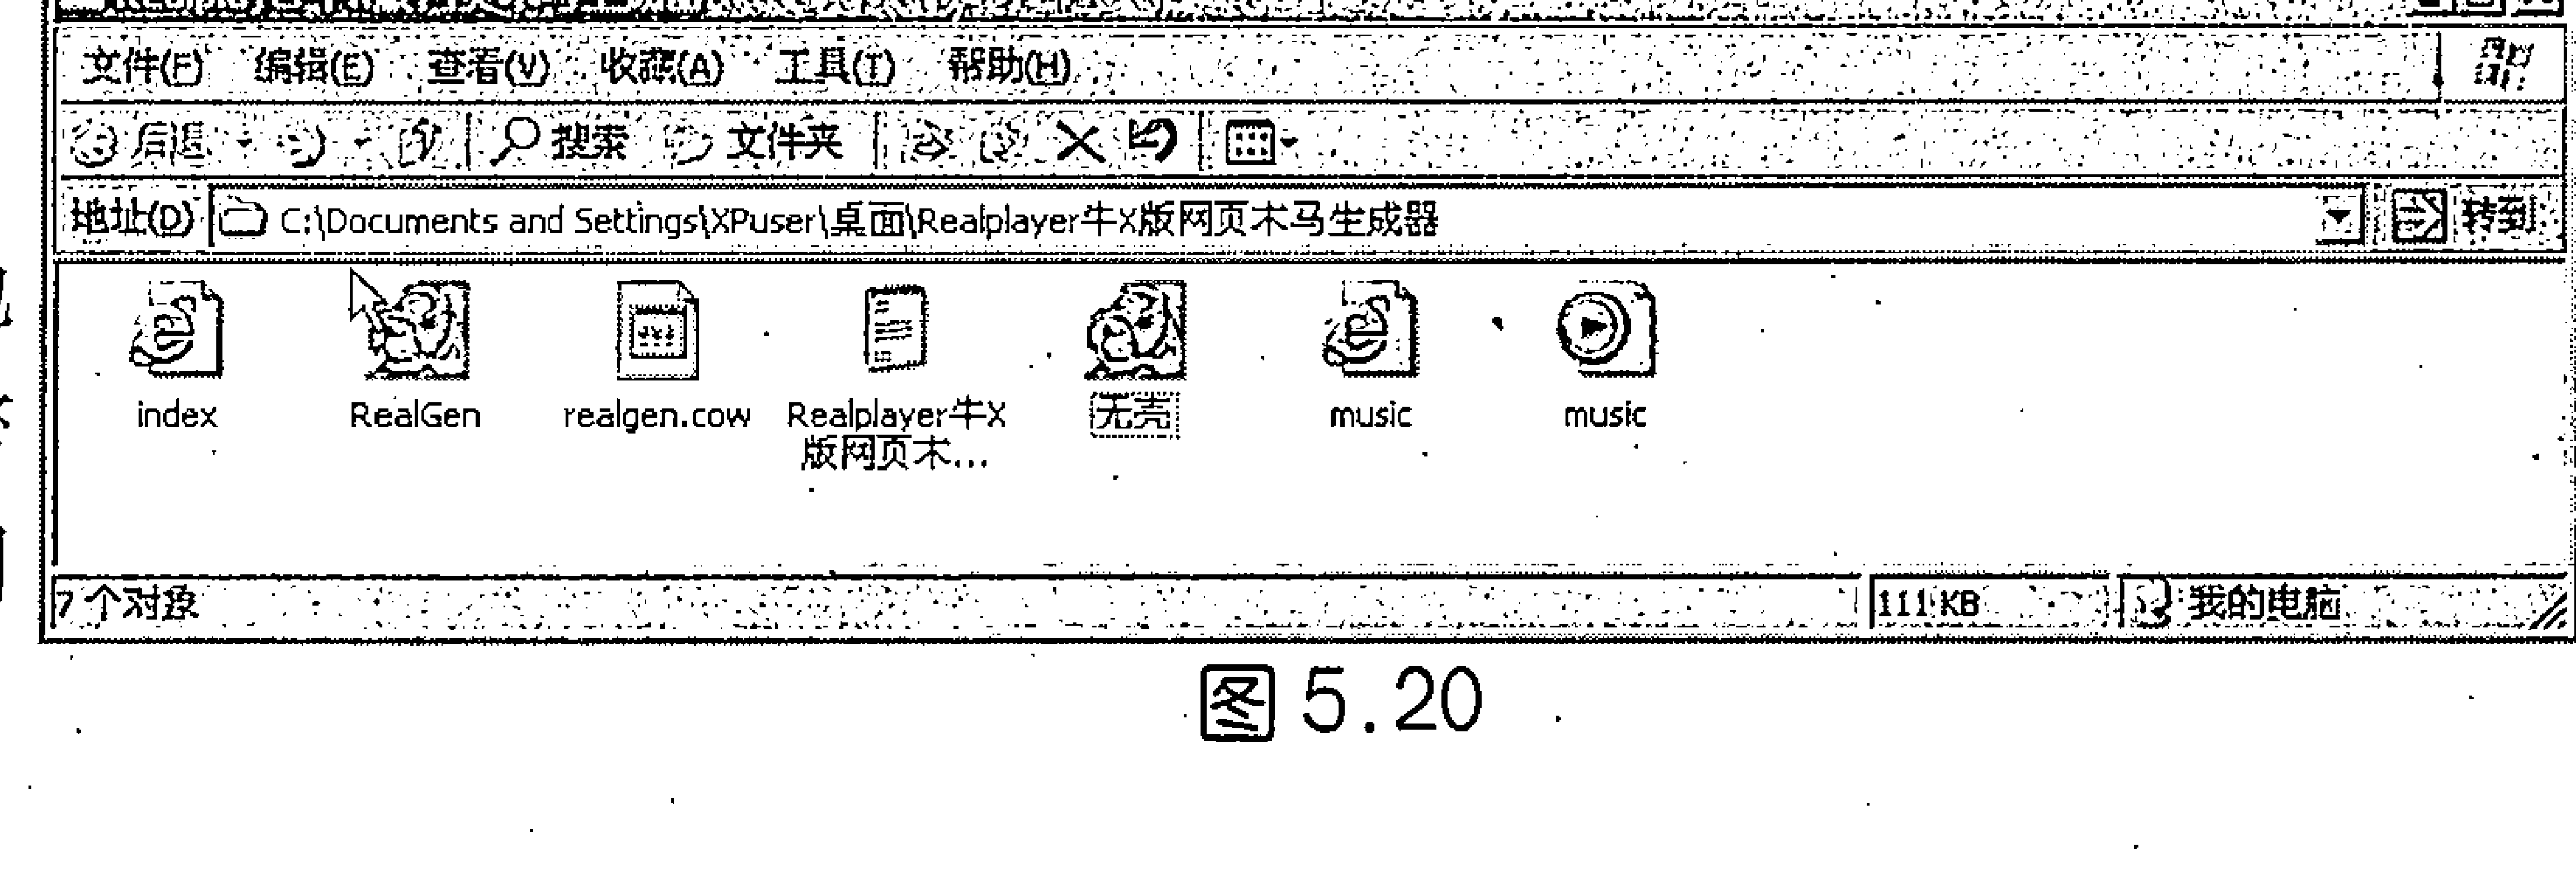 文件(F) 编辑(E) 查看(V) 收藏(A) 工具(T) 帮助(H)
后退 搜索 文件夹
地址(D) C:\Documents and Settings\XPuser\桌面\Realplayer牛X版网页木马生成器 转到
index RealGen realgen.cow Realplayer牛X版网页木... 无壳 music music
7 个对象 111 KB 我的电脑
图 5.20